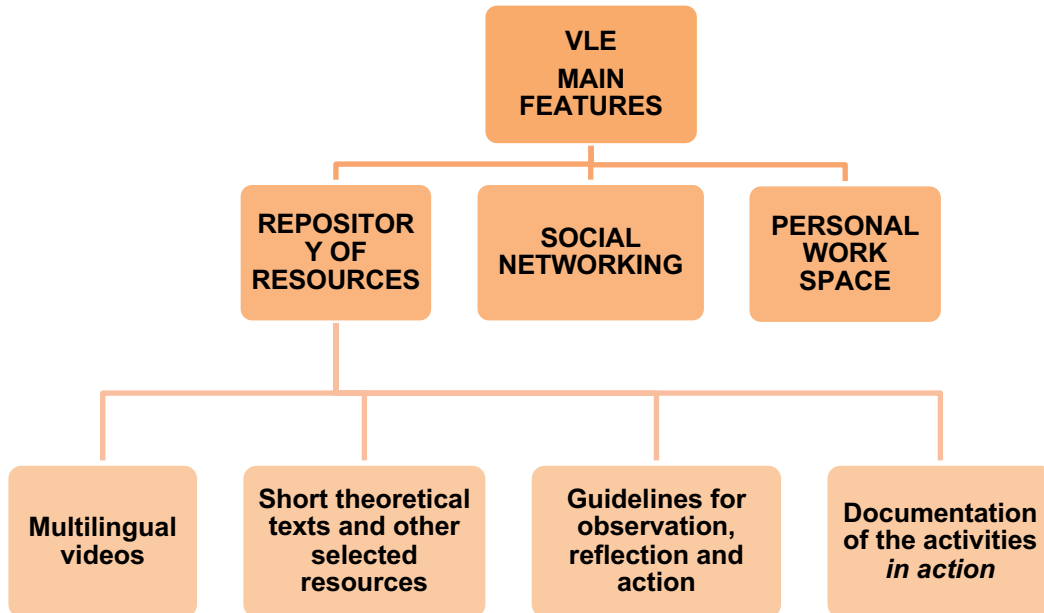 VLE
MAIN
FEATURES
REPOSITOR
Y OF
RESOURCES
SOCIAL
NETWORKING
PERSONAL
WORK
SPACE
Multilingual
videos
Short theoretical
texts and other
selected
resources
Guidelines for
observation,
reflection and
action
Documentation
of the activities
in action